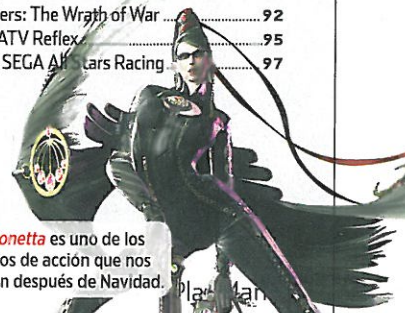 ers: The Wrath of War ........ 92
ATV Reflex ........ 95
SEGA All Stars Racing ........ 97
onetta es uno de los
os de acción que nos
n después de Navidad.